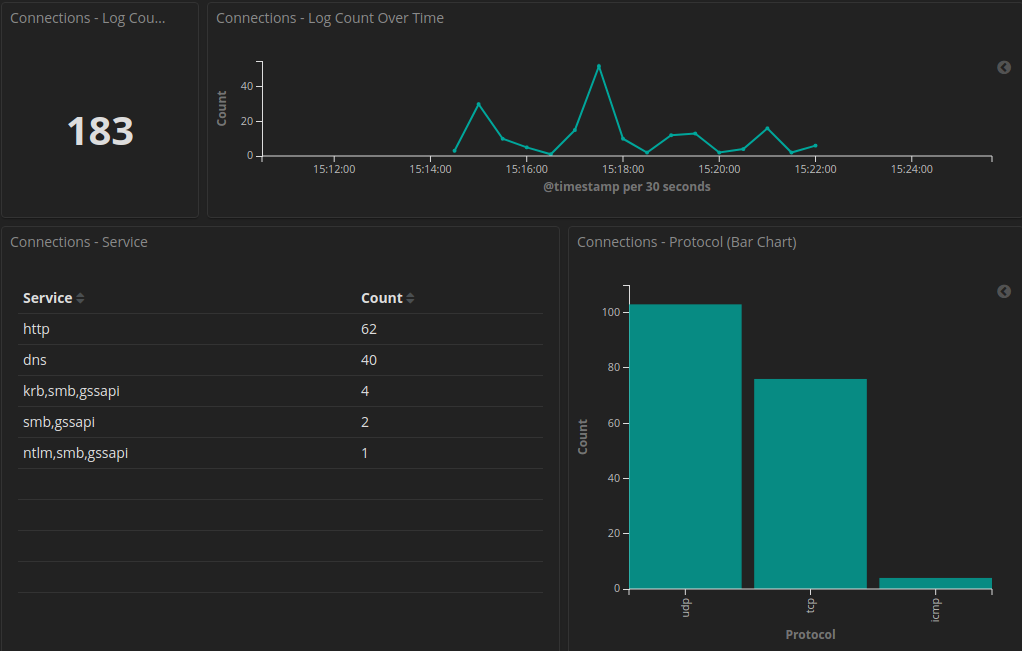 Connections - Log Cou...
183
Connections - Log Count Over Time
Count
40
20
0
15:12:00 15:14:00 15:16:00 15:18:00 15:20:00 15:22:00 15:24:00
@timestamp per 30 seconds
Connections - Service
Service Count
http 62
dns 40
krb,smb,gssapi 4
smb,gssapi 2
ntlm,smb,gssapi 1
Connections - Protocol (Bar Chart)
Count
100
80
60
40
20
0
udp tcp icmp
Protocol